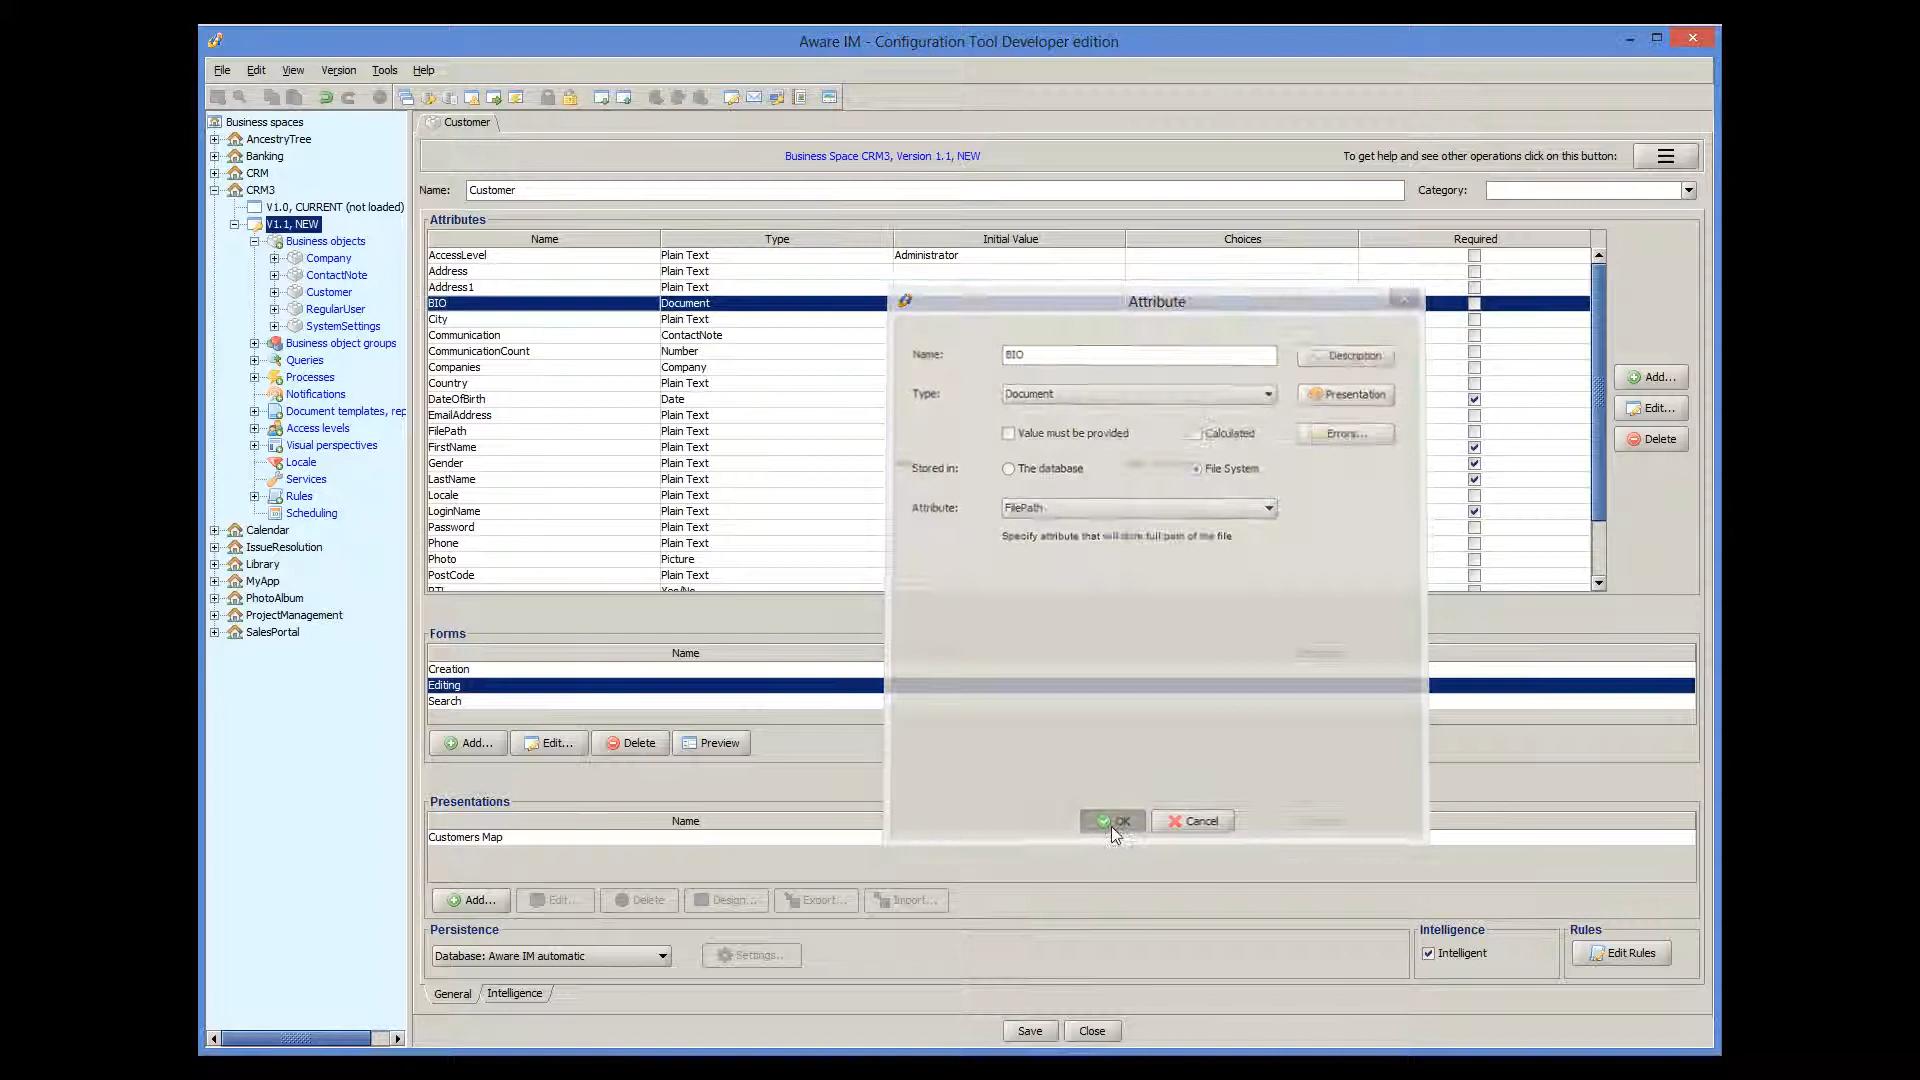 Aware IM - Configuration Tool Developer edition
File Edit View Version Tools Help
Business spaces
AncestryTree
Banking
CRM
CRM3
V1.0, CURRENT (not loaded)
V1.1, NEW
Business objects
Company
ContactNote
Customer
RegularUser
SystemSettings
Business object groups
Queries
Processes
Notifications
Document templates, rep
Access levels
Visual perspectives
Locale
Services
Rules
Scheduling
Calendar
IssueResolution
Library
MyApp
PhotoAlbum
ProjectManagement
SalesPortal
Customer
Business Space CRM3, Version 1.1, NEW
To get help and see other operations click on this button:
Name: Customer Category:
Attributes
Name Type Initial Value Choices Required
AccessLevel Plain Text Administrator
Address Plain Text
Address1 Plain Text
BIO Document
City Plain Text
Communication ContactNote
CommunicationCount Number
Companies Company
Country Plain Text
DateOfBirth Date
EmailAddress Plain Text
FilePath Plain Text
FirstName Plain Text
Gender Plain Text
LastName Plain Text
Locale Plain Text
LoginName Plain Text
Password Plain Text
Phone Plain Text
Photo Picture
PostCode Plain Text
RTL Yes/No
Add...
Edit...
Delete
Attribute
Name: BIO Description
Type: Document Presentation
Value must be provided Calculated Errors...
Stored in: The database File System
Attribute: FilePath
Specify attribute that will store full path of the file
OK Cancel
Forms
Name
Creation
Editing
Search
Add... Edit... Delete Preview
Presentations
Name
Customers Map
Add... Edit... Delete Design... Export... Import...
Persistence
Database: Aware IM automatic Settings...
Intelligence
Intelligent
Rules
Edit Rules
General Intelligence
Save Close